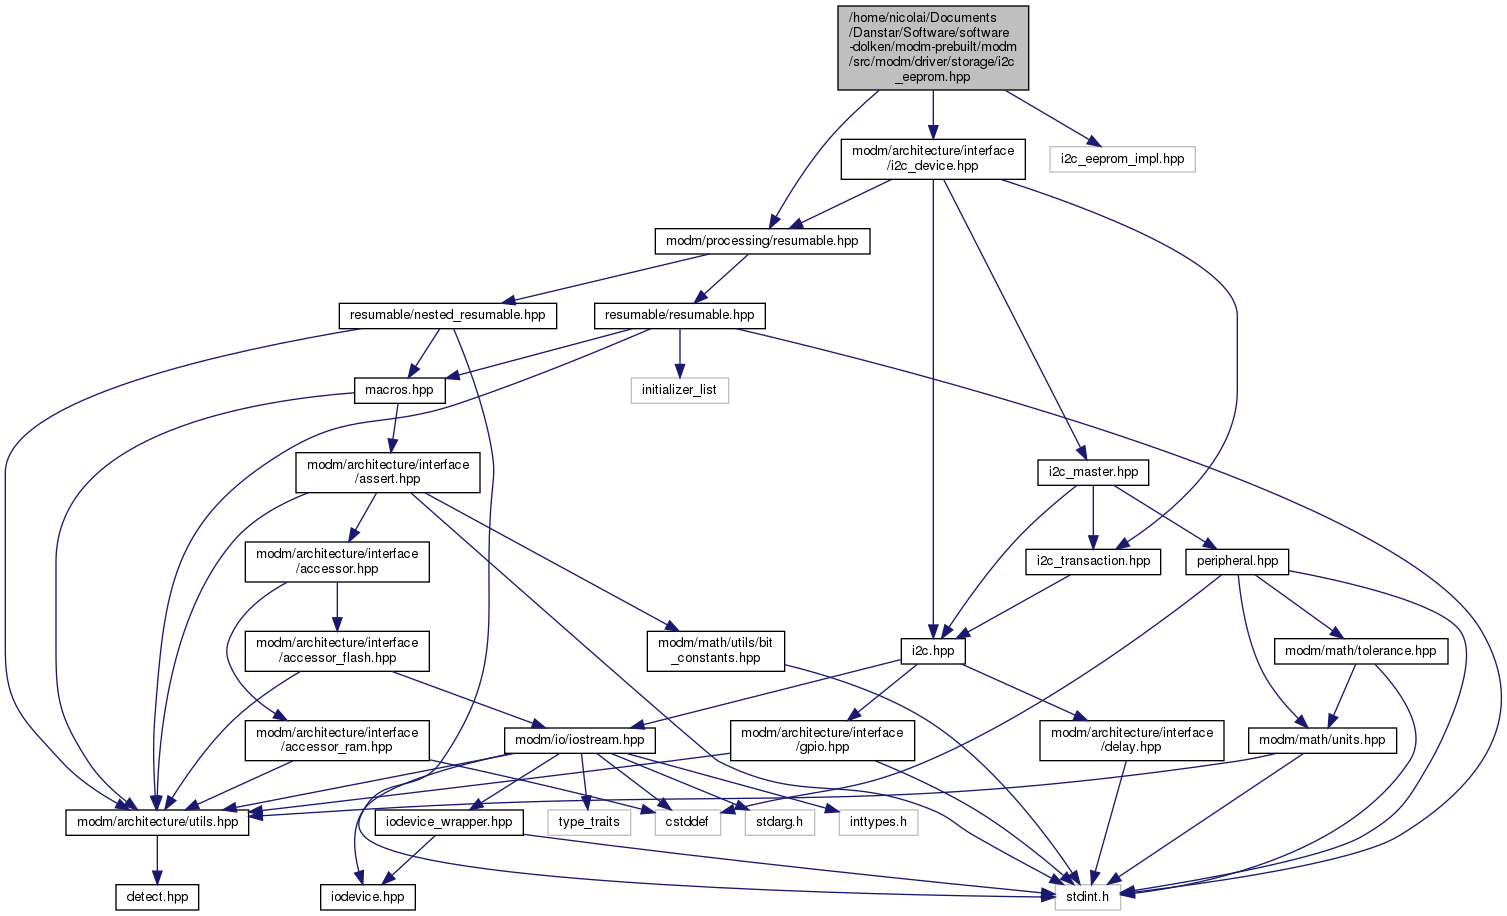 /home/nicolai/Documents
/Danstar/Software/software
-dolken/modm-prebuilt/modm
/src/modm/driver/storage/i2c
_eeprom.hpp
modm/architecture/interface
/i2c_device.hpp
i2c_eeprom_impl.hpp
modm/processing/resumable.hpp
resumable/nested_resumable.hpp
resumable/resumable.hpp
macros.hpp
initializer_list
modm/architecture/interface
/assert.hpp
i2c_master.hpp
modm/architecture/interface
/accessor.hpp
i2c_transaction.hpp
peripheral.hpp
modm/architecture/interface
/accessor_flash.hpp
modm/math/utils/bit
_constants.hpp
i2c.hpp
modm/math/tolerance.hpp
modm/architecture/interface
/accessor_ram.hpp
modm/io/iostream.hpp
modm/architecture/interface
/gpio.hpp
modm/architecture/interface
/delay.hpp
modm/math/units.hpp
modm/architecture/utils.hpp
iodevice_wrapper.hpp
type_traits
cstddef
stdarg.h
inttypes.h
detect.hpp
iodevice.hpp
stdint.h